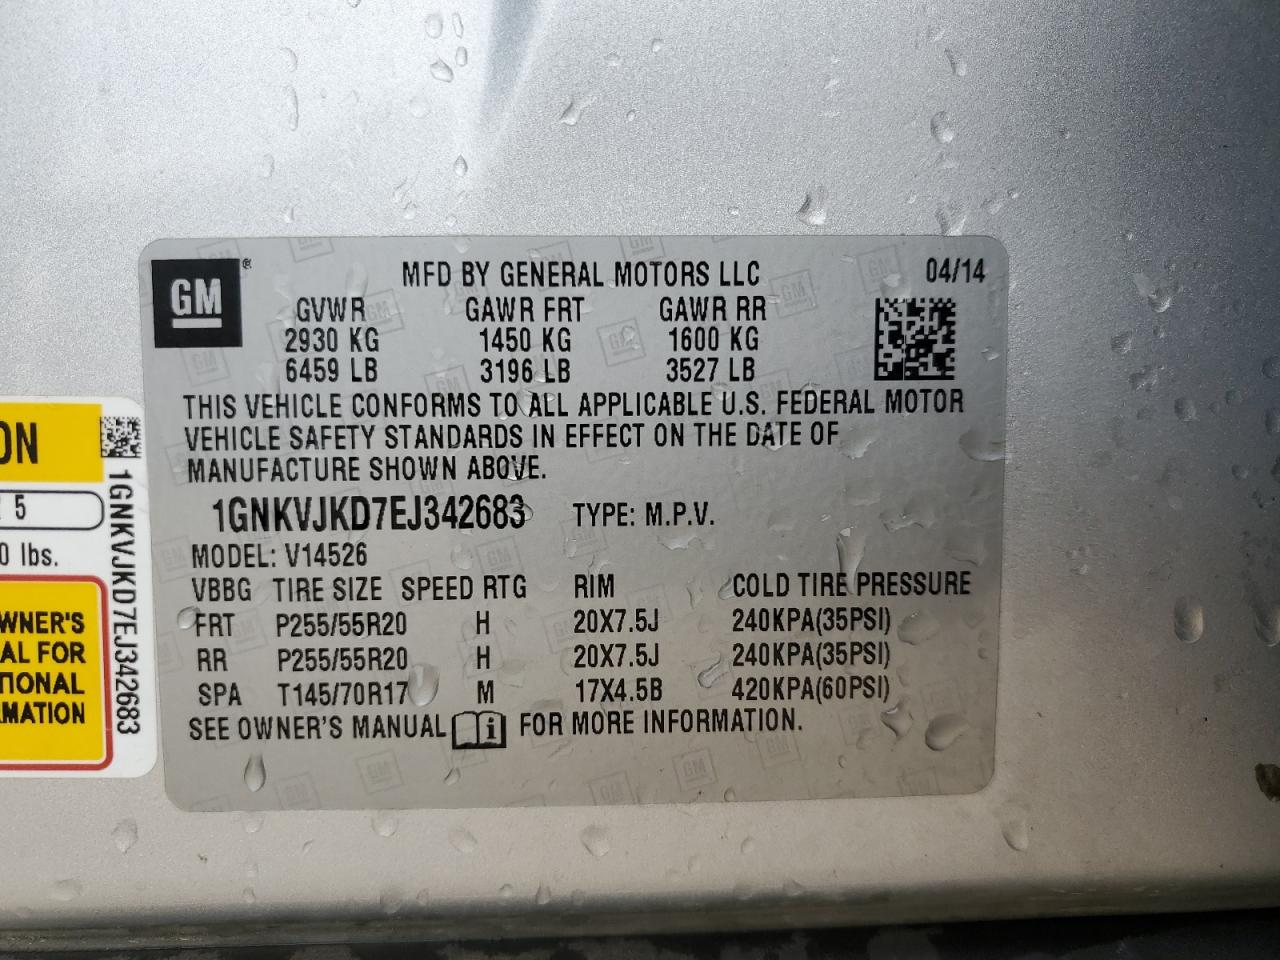 GM®
MFD BY GENERAL MOTORS LLC 04/14
GVWR GAWR FRT GAWR RR
2930 KG 1450 KG 1600 KG
6459 LB 3196 LB 3527 LB
THIS VEHICLE CONFORMS TO ALL APPLICABLE U.S. FEDERAL MOTOR
VEHICLE SAFETY STANDARDS IN EFFECT ON THE DATE OF
MANUFACTURE SHOWN ABOVE.
1GNKVJKD7EJ342683 TYPE: M.P.V.
MODEL: V14526
VBBG TIRE SIZE SPEED RTG RIM COLD TIRE PRESSURE
FRT P255/55R20 H 20X7.5J 240KPA(35PSI)
RR P255/55R20 H 20X7.5J 240KPA(35PSI)
SPA T145/70R17 M 17X4.5B 420KPA(60PSI)
SEE OWNER'S MANUAL i FOR MORE INFORMATION.
ON
5
0 lbs.
WNER'S
AL FOR
TIONAL
MATION
1GNKVJKD7EJ342683